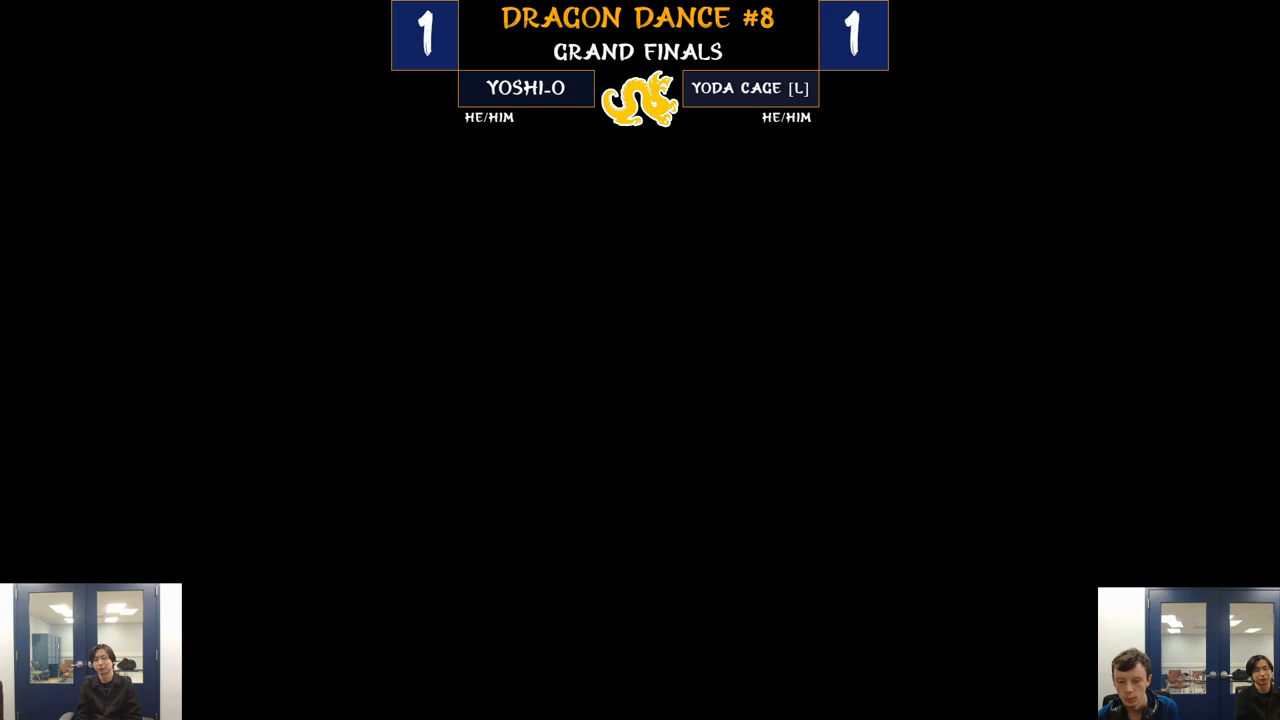 1
DRAGON DANCE #8
1
GRAND FINALS
YOSHI-O
YODA CAGE [L]
HE/HIM
HE/HIM